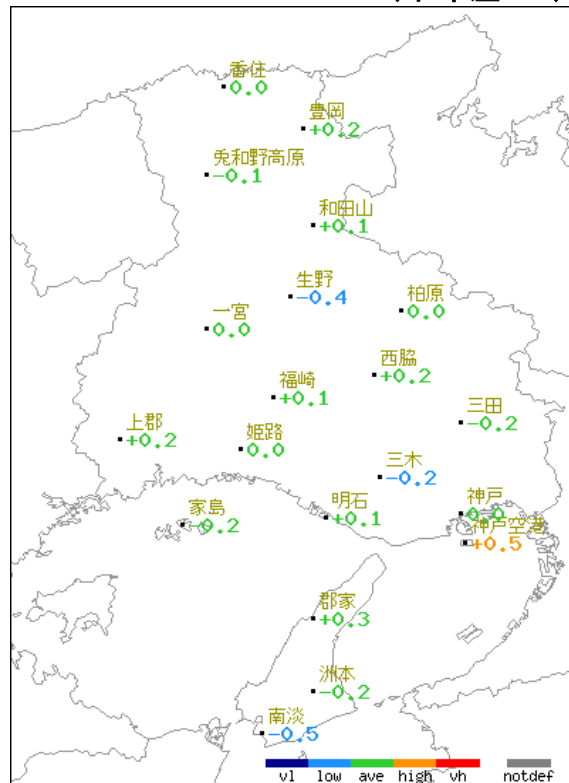 香住
0.0
豊岡
+0.2
兎和野高原
-0.1
和田山
+0.1
生野
-0.4
柏原
0.0
一宮
0.0
西脇
+0.2
福崎
+0.1
三田
-0.2
上郡
+0.2
姫路
0.0
三木
-0.2
家島
-0.2
明石
+0.1
神戸
0.0
神戸空港
+0.5
郡家
+0.3
洲本
-0.2
南淡
-0.5
vl low ave high vh notdef